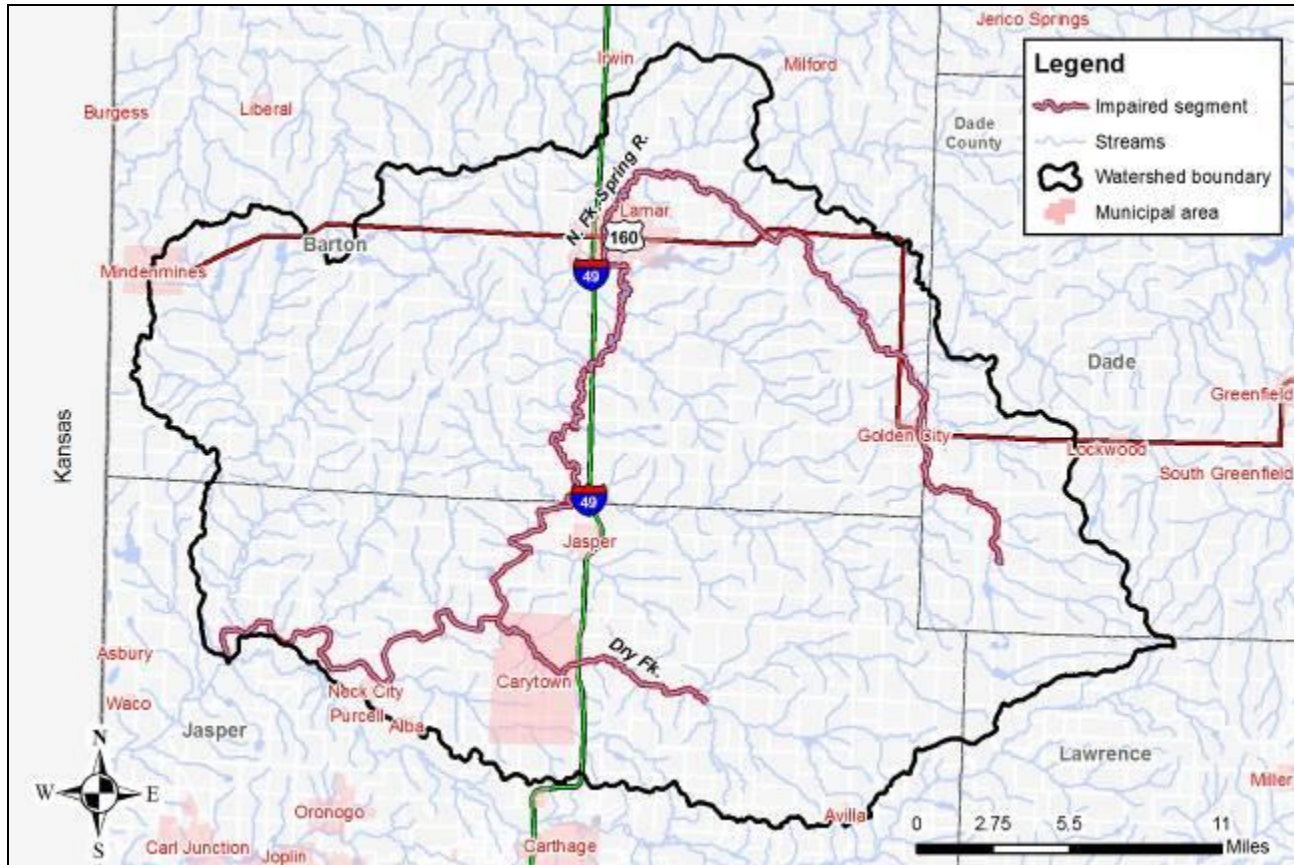 Jerico Springs
Irwin
Milford
Legend
Impaired segment
Streams
Watershed boundary
Municipal area
Burgess
Liberal
Dade
County
N. Fk. Spring R.
Lamar
160
Barton
Mindenmines
49
Dade
Greenfield
Kansas
Golden City
Lockwood
South Greenfield
49
Jasper
Dry Fk.
Asbury
Carytown
Neck City
Waco
Purcell
Alba
Jasper
Lawrence
N
W
E
S
Miller
Oronogo
Avilla
0 2.75 5.5 11
Miles
Carl Junction
Joplin
Carthage